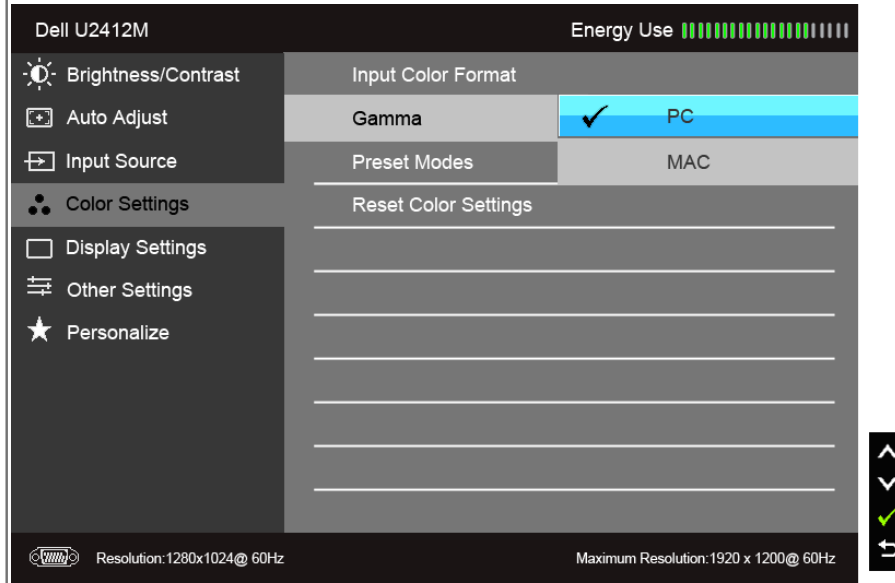 Dell U2412M Energy Use
Brightness/Contrast Input Color Format
Auto Adjust Gamma PC
Input Source Preset Modes MAC
Color Settings Reset Color Settings
Display Settings
Other Settings
Personalize
Resolution:1280x1024@ 60Hz Maximum Resolution:1920 x 1200@ 60Hz